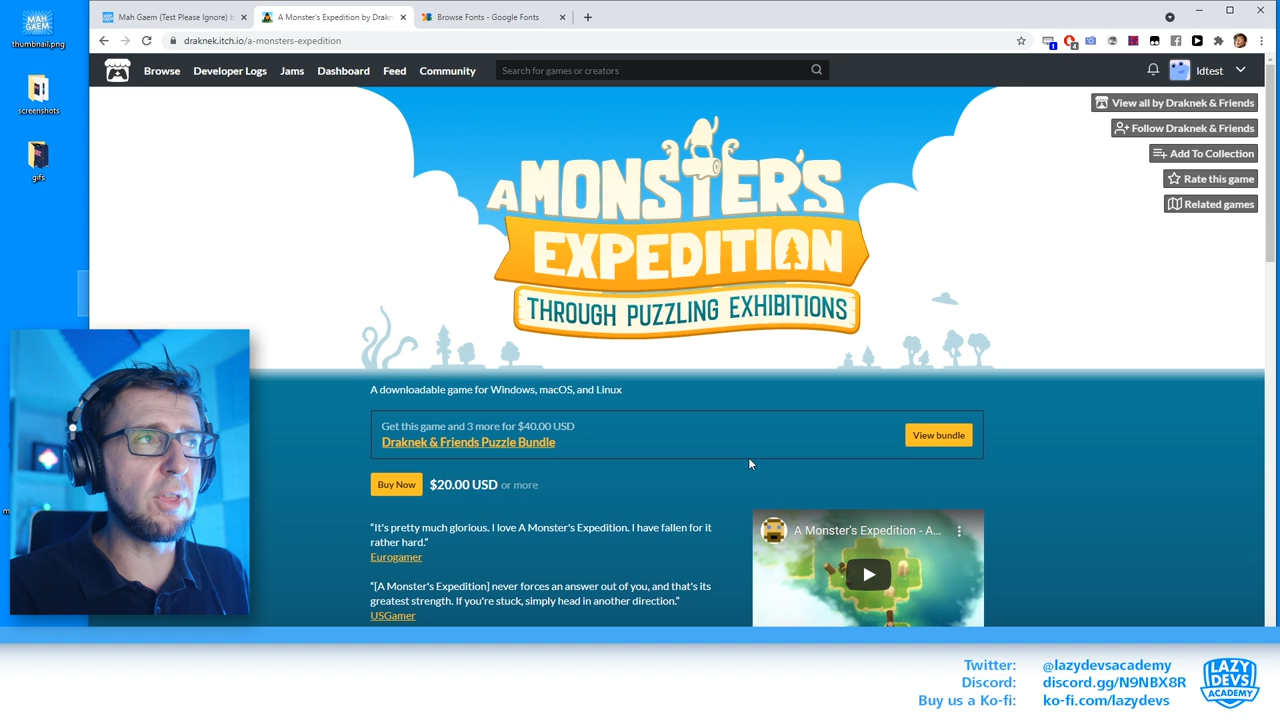 MAH GAEM
thumbnail.png
screenshots
gifs
Mah Gaem (Test Please Ignore) b
A Monster's Expedition by Drakn
Browse Fonts - Google Fonts
draknek.itch.io/a-monsters-expedition
1
4
Browse
Developer Logs
Jams
Dashboard
Feed
Community
Search for games or creators
ldtest
View all by Draknek & Friends
Follow Draknek & Friends
Add To Collection
Rate this game
Related games
A MONSTER'S
EXPEDITION
THROUGH PUZZLING EXHIBITIONS
A downloadable game for Windows, macOS, and Linux
Get this game and 3 more for $40.00 USD
Draknek & Friends Puzzle Bundle
View bundle
Buy Now $20.00 USD or more
“It's pretty much glorious. I love A Monster's Expedition. I have fallen for it
rather hard.”
Eurogamer
“[A Monster's Expedition] never forces an answer out of you, and that's its
greatest strength. If you're stuck, simply head in another direction.”
USGamer
A Monster's Expedition - A...
Twitter: @lazydevsacademy
Discord: discord.gg/N9NBX8R
Buy us a Ko-fi: ko-fi.com/lazydevs
LAZY
DEVS
ACADEMY